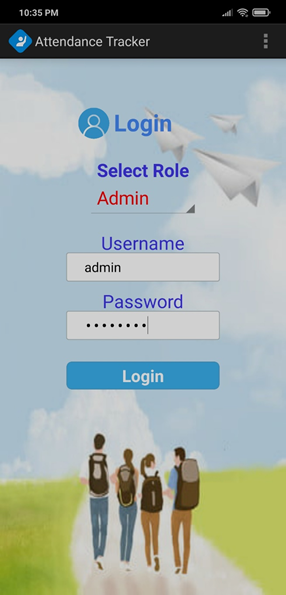 10:35 PM
Attendance Tracker
Login
Select Role
Admin
Username
admin
Password
••••••••
Login